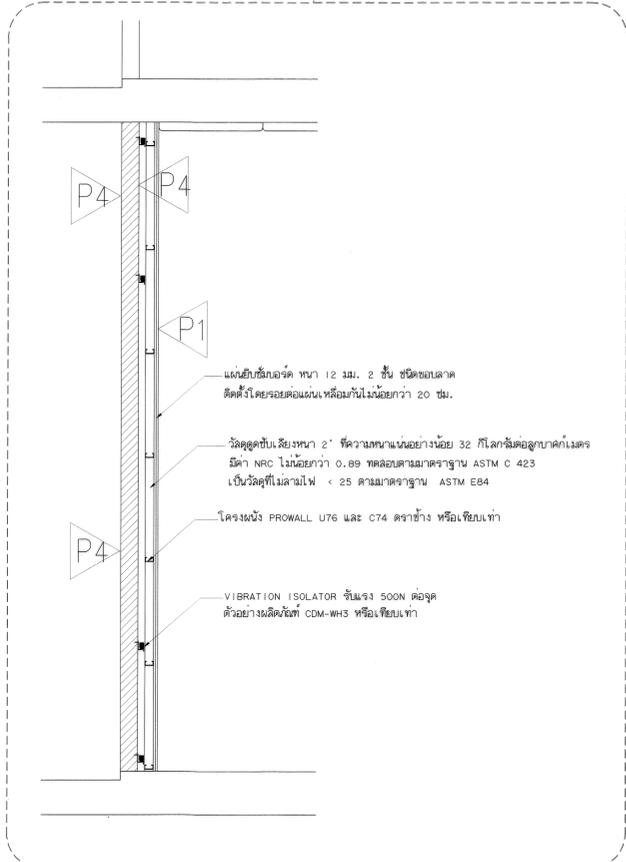 P4
P4
P1
แผ่นยิบซั่มบอร์ด หนา 12 มม. 2 ชั้น ชนิดขอบลาด
ติดตั้งโดยรอยต่อแผ่นเหลื่อมกันไม่น้อยกว่า 20 ซม.
วัสดุดูดซับเสียงหนา 2" ที่ความหนาแน่นอย่างน้อย 32 กิโลกรัมต่อลูกบาศก์เมตร
มีค่า NRC ไม่น้อยกว่า 0.89 ทดสอบตามมาตราฐาน ASTM C 423
เป็นวัสดุที่ไม่ลามไฟ < 25 ตามมาตราฐาน ASTM E84
โครงผนัง PROWALL U76 และ C74 ตราช้าง หรือเทียบเท่า
P4
VIBRATION ISOLATOR รับแรง 500N ต่อจุด
ตัวอย่างผลิตภัณฑ์ CDM-WH3 หรือเทียบเท่า